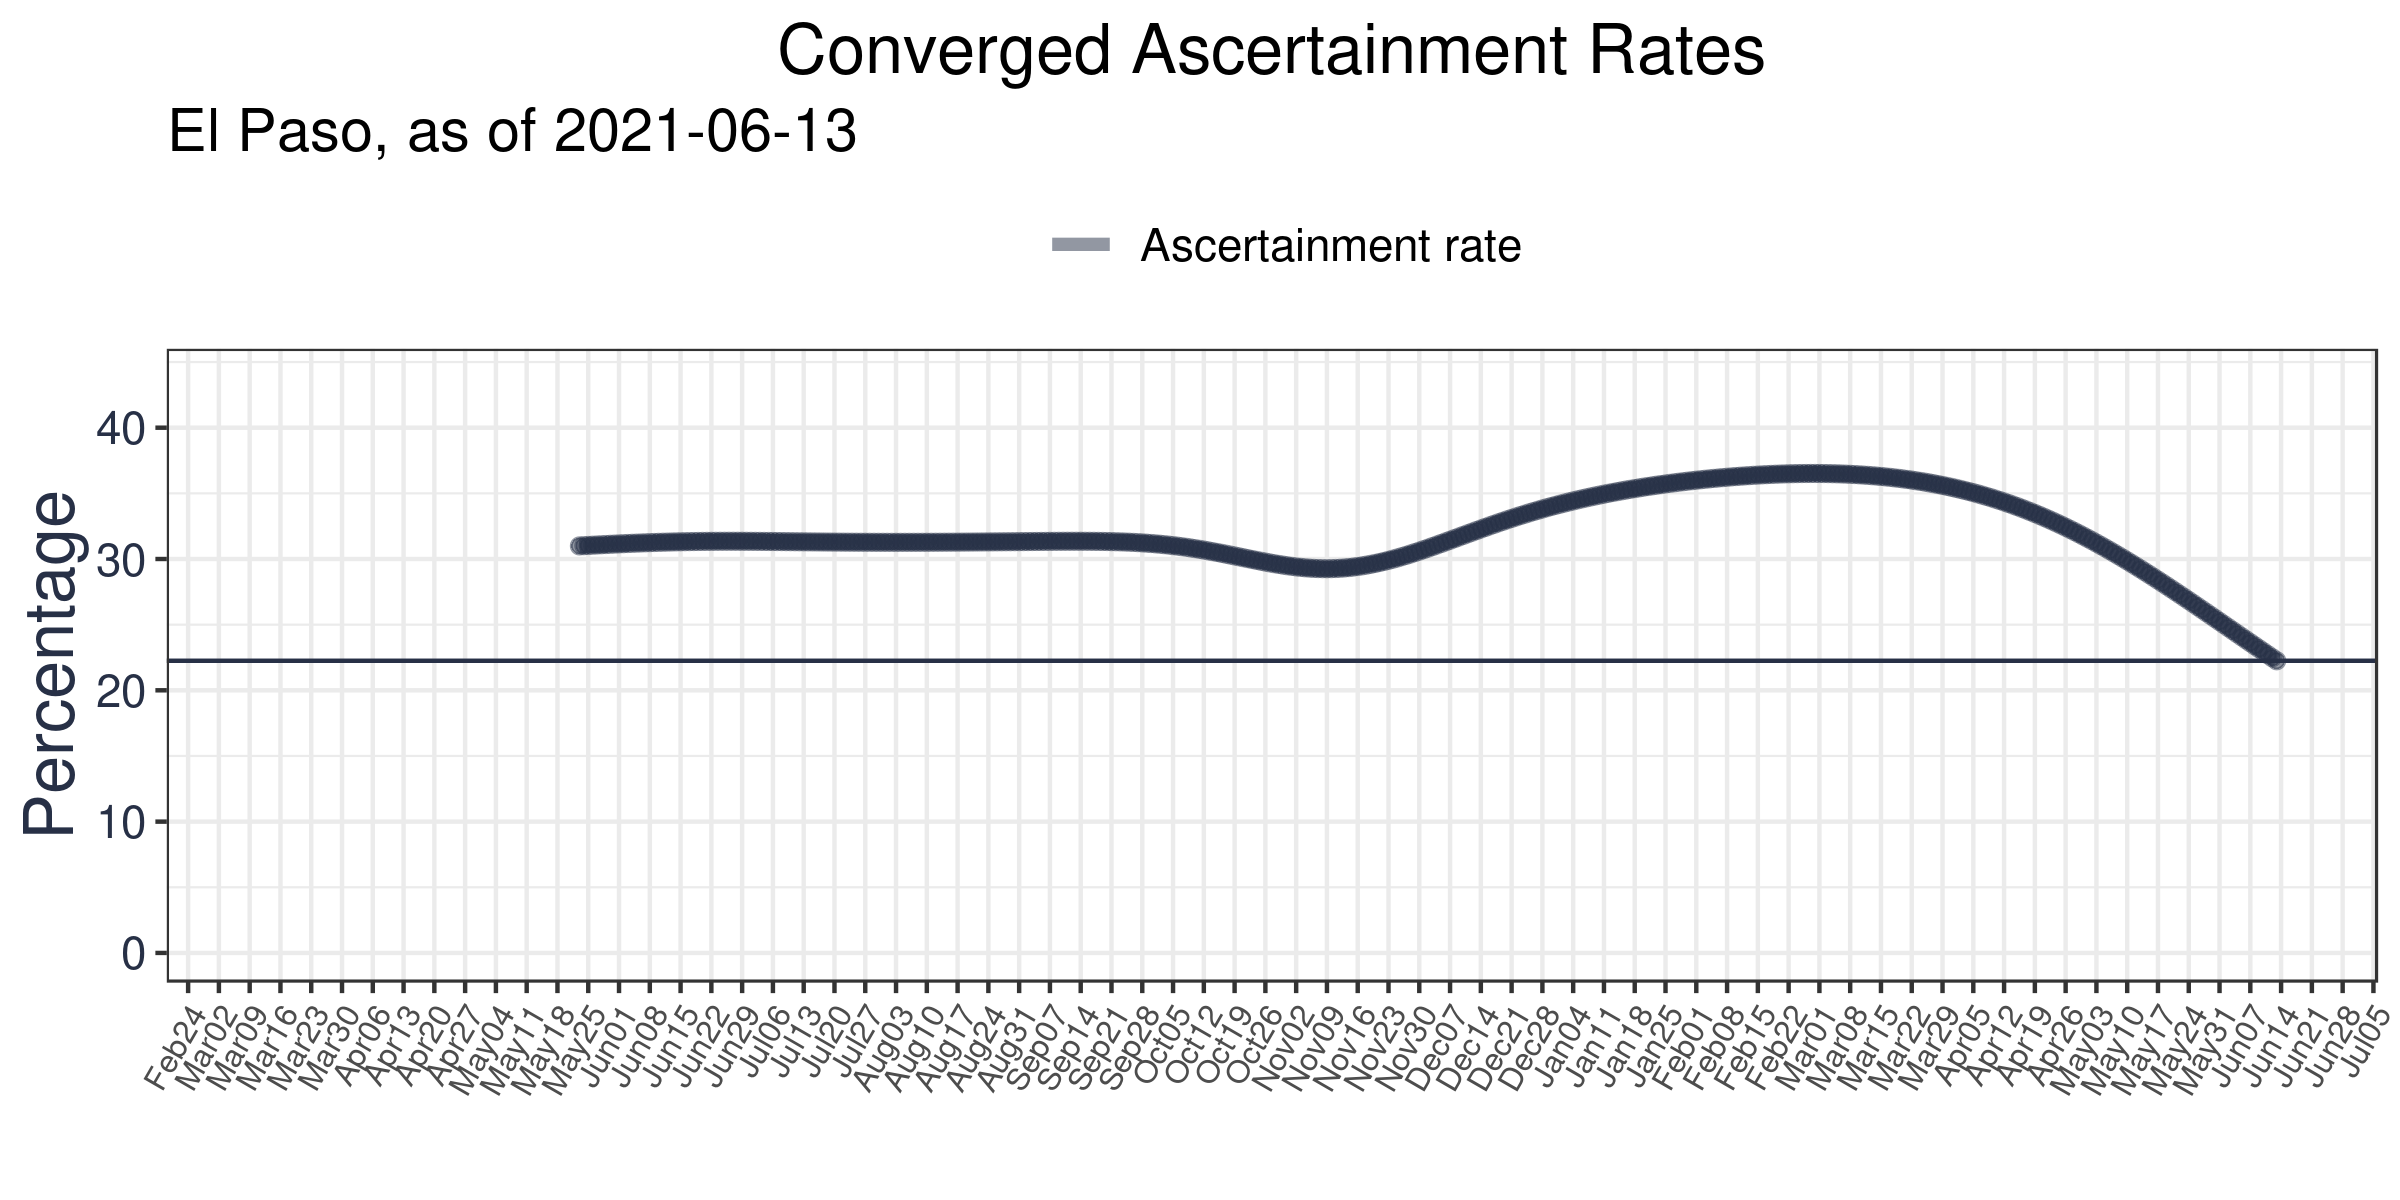 Converged Ascertainment Rates
El Paso, as of 2021-06-13
Ascertainment rate
Percentage
40
30
20
10
0
Feb24
Mar02
Mar09
Mar16
Mar23
Mar30
Apr06
Apr13
Apr20
Apr27
May04
May11
May18
May25
Jun01
Jun08
Jun15
Jun22
Jun29
Jul06
Jul13
Jul20
Jul27
Aug03
Aug10
Aug17
Aug24
Aug31
Sep07
Sep14
Sep21
Sep28
Oct05
Oct12
Oct19
Oct26
Nov02
Nov09
Nov16
Nov23
Nov30
Dec07
Dec14
Dec21
Dec28
Jan04
Jan11
Jan18
Jan25
Feb01
Feb08
Feb15
Feb22
Mar01
Mar08
Mar15
Mar22
Mar29
Apr05
Apr12
Apr19
Apr26
May03
May10
May17
May24
May31
Jun07
Jun14
Jun21
Jun28
Jul05